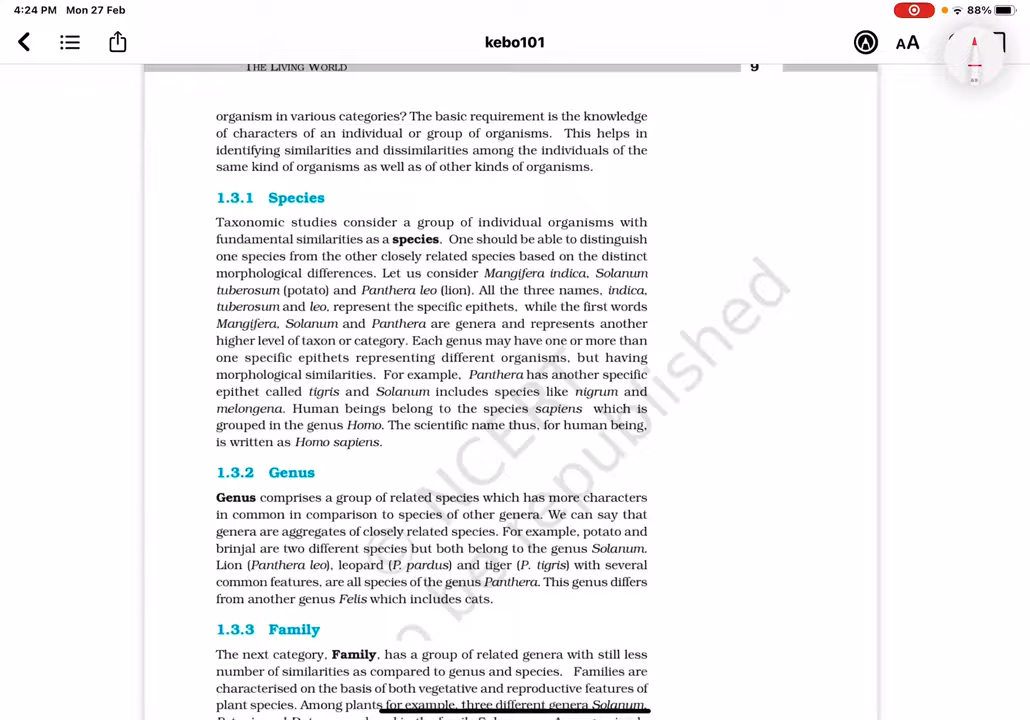 4:24 PM Mon 27 Feb
88%
kebo101
AA
THE LIVING WORLD 9
organism in various categories? The basic requirement is the knowledge
of characters of an individual or group of organisms. This helps in
identifying similarities and dissimilarities among the individuals of the
same kind of organisms as well as of other kinds of organisms.
1.3.1 Species
Taxonomic studies consider a group of individual organisms with
fundamental similarities as a species. One should be able to distinguish
one species from the other closely related species based on the distinct
morphological differences. Let us consider Mangifera indica, Solanum
tuberosum (potato) and Panthera leo (lion). All the three names, indica,
tuberosum and leo, represent the specific epithets, while the first words
Mangifera, Solanum and Panthera are genera and represents another
higher level of taxon or category. Each genus may have one or more than
one specific epithets representing different organisms, but having
morphological similarities. For example, Panthera has another specific
epithet called tigris and Solanum includes species like nigrum and
melongena. Human beings belong to the species sapiens which is
grouped in the genus Homo. The scientific name thus, for human being,
is written as Homo sapiens.
1.3.2 Genus
Genus comprises a group of related species which has more characters
in common in comparison to species of other genera. We can say that
genera are aggregates of closely related species. For example, potato and
brinjal are two different species but both belong to the genus Solanum.
Lion (Panthera leo), leopard (P. pardus) and tiger (P. tigris) with several
common features, are all species of the genus Panthera. This genus differs
from another genus Felis which includes cats.
1.3.3 Family
The next category, Family, has a group of related genera with still less
number of similarities as compared to genus and species. Families are
characterised on the basis of both vegetative and reproductive features of
plant species. Among plants for example, three different genera Solanum,
© NCERT
o be republished